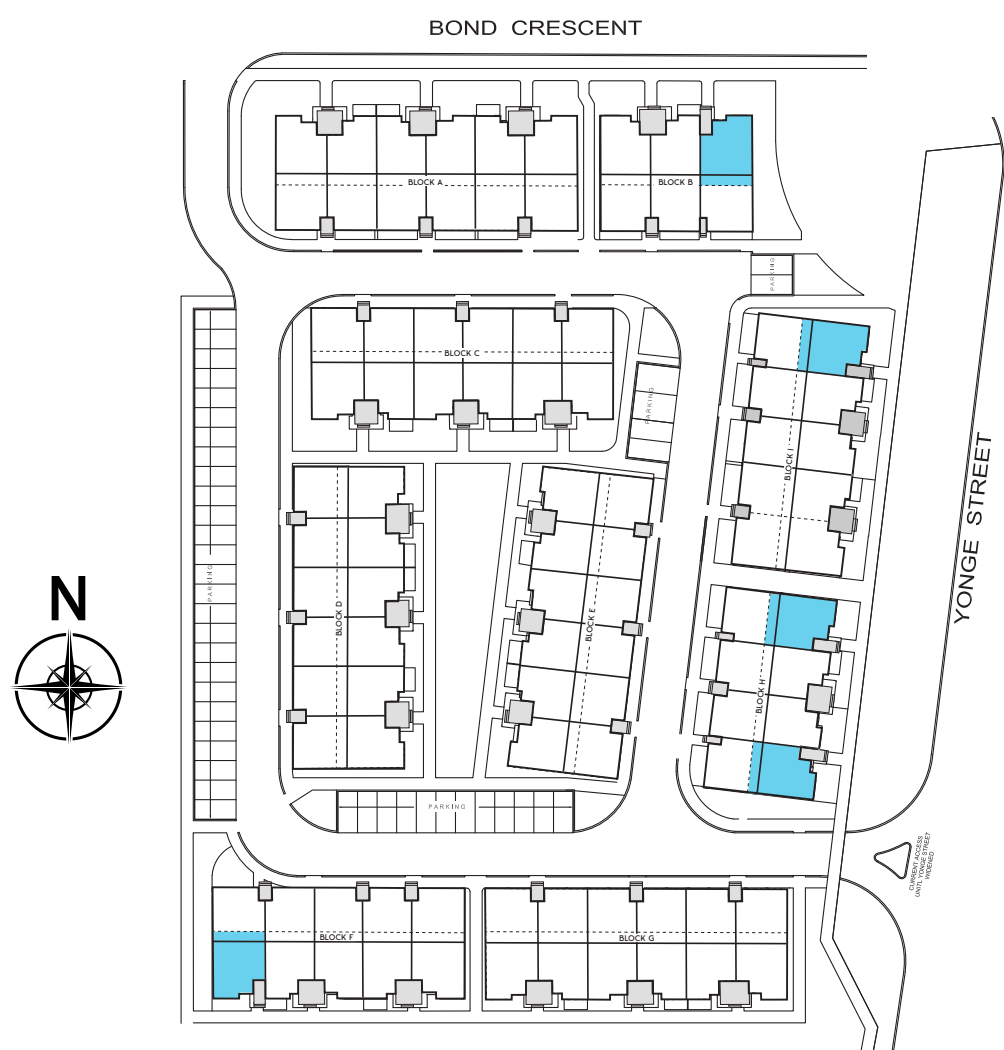 BOND CRESCENT
BLOCK A
BLOCK B
PARKING
BLOCK C
PARKING
BLOCK I
YONGE STREET
PARKING
N
BLOCK D
BLOCK E
BLOCK H
PARKING
CURRENT ACCESS
UNITL YONGE STREET
WIDENED
BLOCK F
BLOCK G